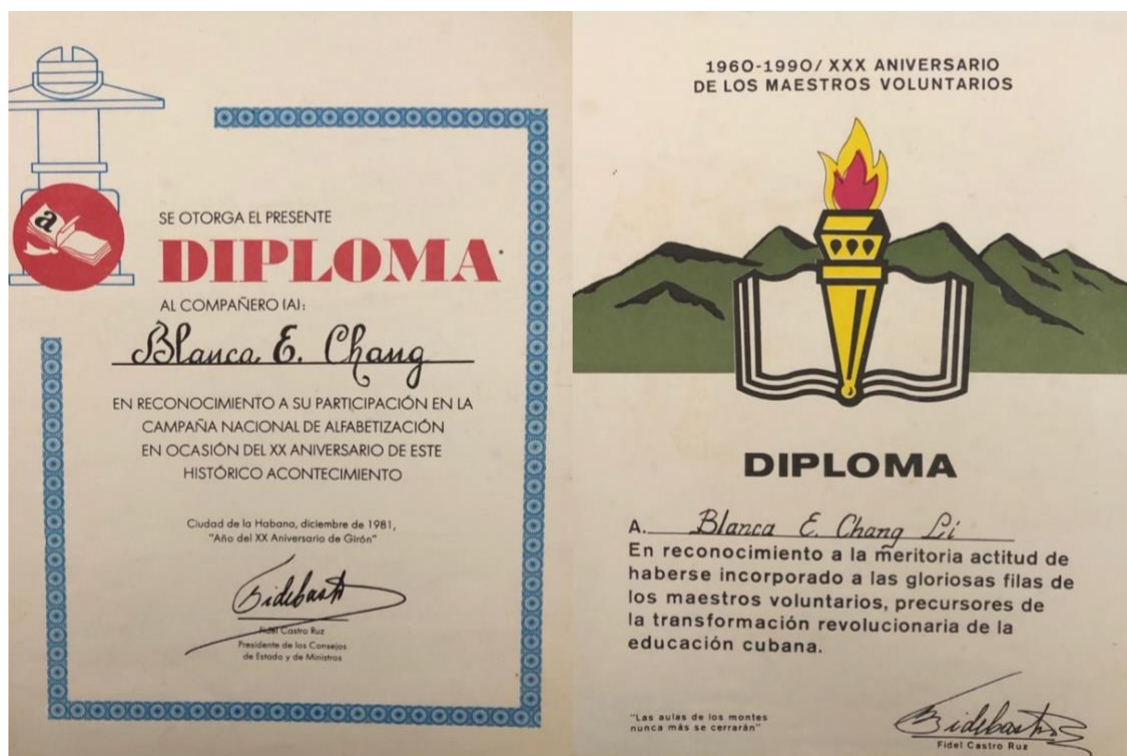 a
SE OTORGA EL PRESENTE
DIPLOMA
AL COMPAÑERO (A):
Blanca E. Chang
EN RECONOCIMIENTO A SU PARTICIPACIÓN EN LA
CAMPAÑA NACIONAL DE ALFABETIZACIÓN
EN OCASIÓN DEL XX ANIVERSARIO DE ESTE
HISTÓRICO ACONTECIMIENTO
Ciudad de la Habana, diciembre de 1981,
"Año del XX Aniversario de Girón"
Fidel Castro Ruz
Presidente de los Consejos
de Estado y de Ministros
1960-1990/ XXX ANIVERSARIO
DE LOS MAESTROS VOLUNTARIOS
DIPLOMA
A. Blanca E. Chang Li
En reconocimiento a la meritoria actitud de
haberse incorporado a las gloriosas filas de
los maestros voluntarios, precursores de
la transformación revolucionaria de la
educación cubana.
"Las aulas de los montes
nunca más se cerrarán"
Fidel Castro Ruz